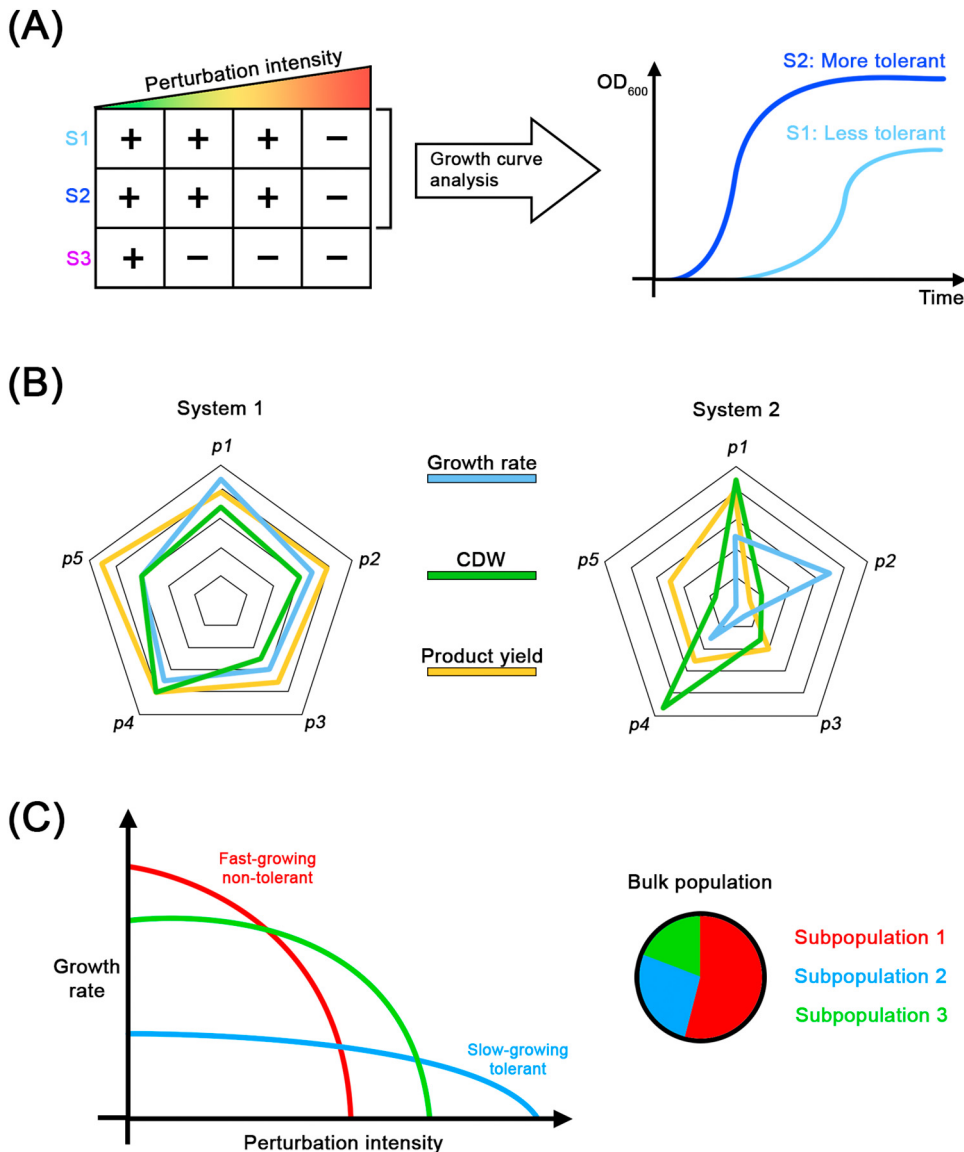 (A)
Perturbation intensity
S1 + + + −
S2 + + + −
S3 + − − −
Growth curve
analysis
OD600
S2: More tolerant
S1: Less tolerant
Time
(B)
System 1
p1
p2
p3
p4
p5
Growth rate
CDW
Product yield
System 2
p1
p2
p3
p4
p5
(C)
Growth
rate
Fast-growing
non-tolerant
Slow-growing
tolerant
Perturbation intensity
Bulk population
Subpopulation 1
Subpopulation 2
Subpopulation 3